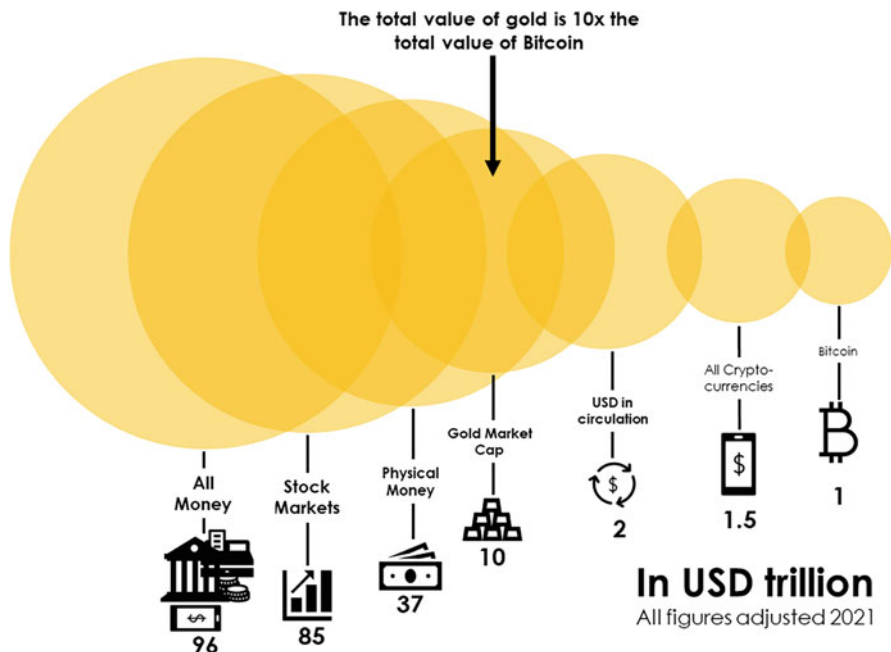 The total value of gold is 10x the
total value of Bitcoin
All
Money
96
Stock
Markets
85
Physical
Money
37
Gold Market
Cap
10
USD in
circulation
$
2
All Crypto-
currencies
$
1.5
Bitcoin
1
In USD trillion
All figures adjusted 2021